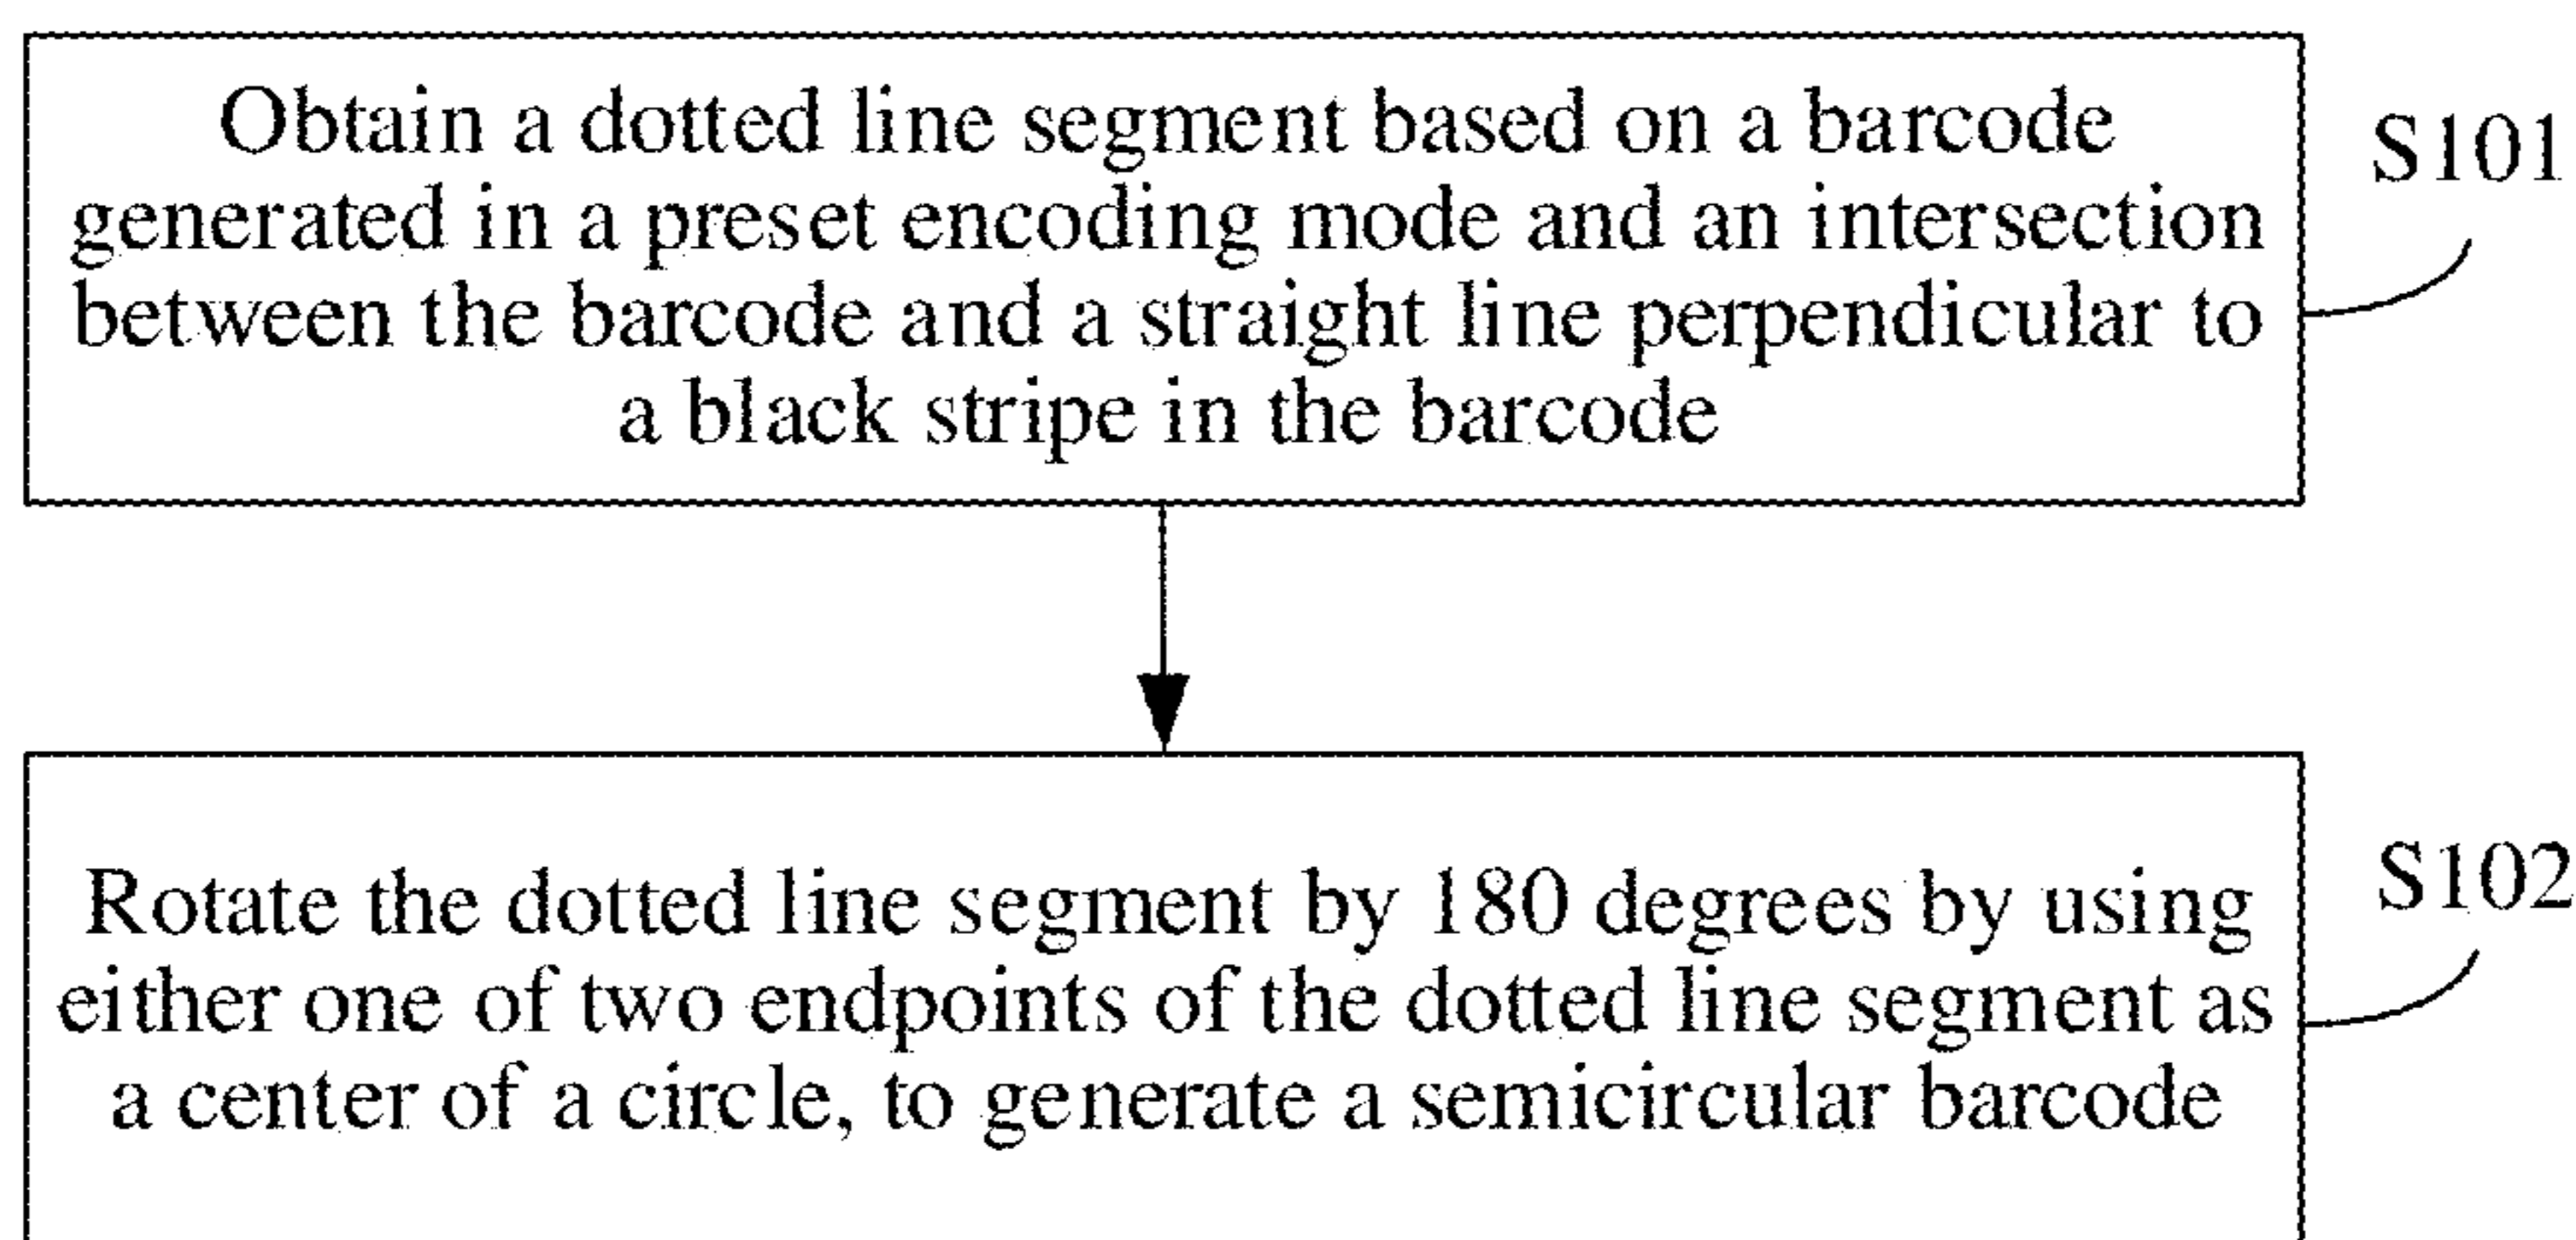 Obtain a dotted line segment based on a barcode
generated in a preset encoding mode and an intersection
between the barcode and a straight line perpendicular to
a black stripe in the barcode
S101
Rotate the dotted line segment by 180 degrees by using
either one of two endpoints of the dotted line segment as
a center of a circle, to generate a semicircular barcode
S102